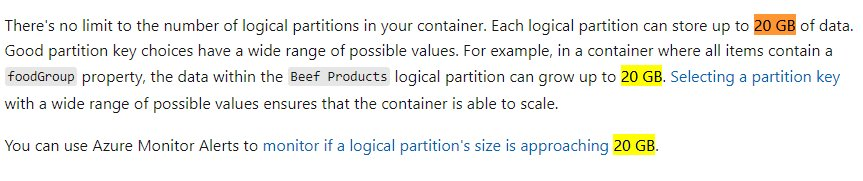 There's no limit to the number of logical partitions in your container. Each logical partition can store up to 20 GB of data.
Good partition key choices have a wide range of possible values. For example, in a container where all items contain a
foodGroup property, the data within the Beef Products logical partition can grow up to 20 GB. Selecting a partition key
with a wide range of possible values ensures that the container is able to scale.
You can use Azure Monitor Alerts to monitor if a logical partition's size is approaching 20 GB.